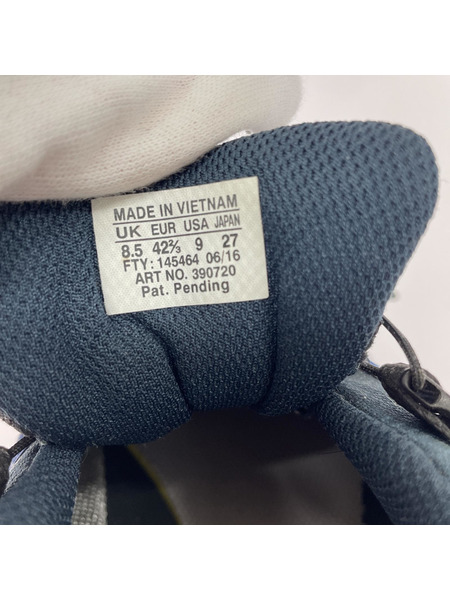 MADE IN VIETNAM
UK EUR USA JAPAN
8.5 42⅔ 9 27
FTY: 145464 06/16
ART NO. 390720
Pat. Pending